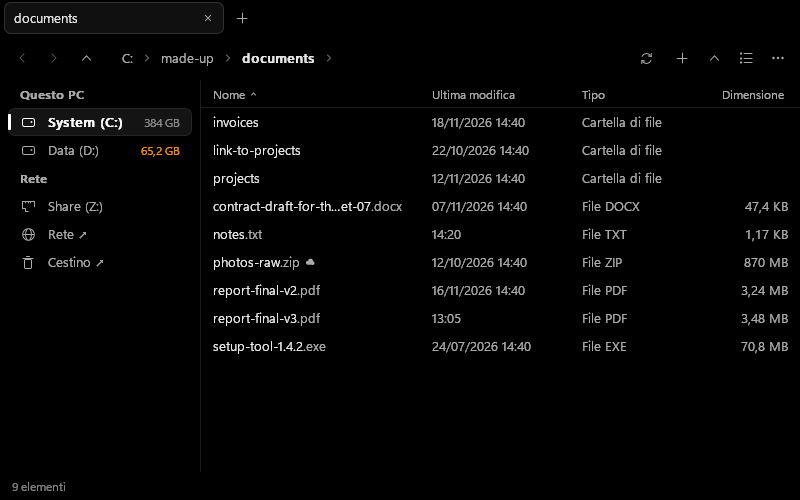 documents
C: made-up documents
Questo PC
System (C:) 384 GB
Data (D:) 65,2 GB
Rete
Share (Z:)
Rete
Cestino
Nome Ultima modifica Tipo Dimensione
invoices 18/11/2026 14:40 Cartella di file
link-to-projects 22/10/2026 14:40 Cartella di file
projects 12/11/2026 14:40 Cartella di file
contract-draft-for-th...et-07.docx 07/11/2026 14:40 File DOCX 47,4 KB
notes.txt 14:20 File TXT 1,17 KB
photos-raw.zip 12/10/2026 14:40 File ZIP 870 MB
report-final-v2.pdf 16/11/2026 14:40 File PDF 3,24 MB
report-final-v3.pdf 13:05 File PDF 3,48 MB
setup-tool-1.4.2.exe 24/07/2026 14:40 File EXE 70,8 MB
9 elementi